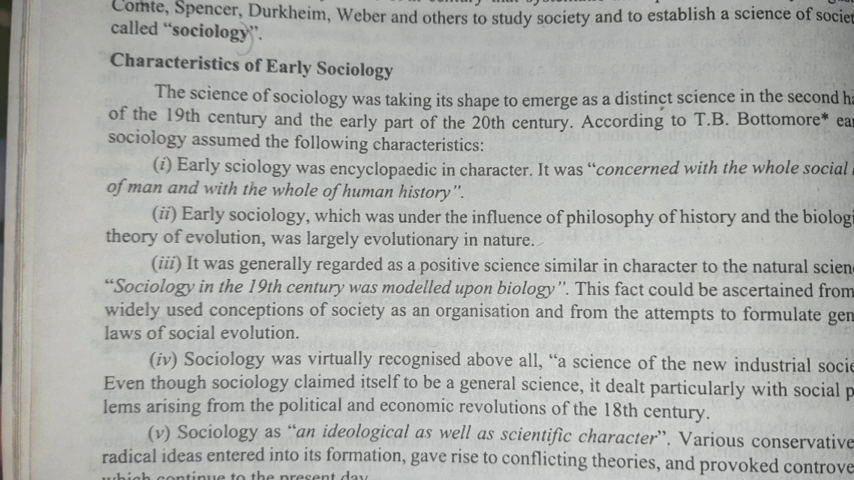 Comte, Spencer, Durkheim, Weber and others to study society and to establish a science of
called “sociology”.
Characteristics of Early Sociology
The science of sociology was taking its shape to emerge as a distinct science in the second
of the 19th century and the early part of the 20th century. According to T.B. Bottomore*
sociology assumed the following characteristics:
(i) Early sciology was encyclopaedic in character. It was “concerned with the whole social
of man and with the whole of human history”.
(ii) Early sociology, which was under the influence of philosophy of history and the
theory of evolution, was largely evolutionary in nature.
(iii) It was generally regarded as a positive science similar in character to the natural
“Sociology in the 19th century was modelled upon biology”. This fact could be ascertained from
widely used conceptions of society as an organisation and from the attempts to formulate
laws of social evolution.
(iv) Sociology was virtually recognised above all, “a science of the new industrial
Even though sociology claimed itself to be a general science, it dealt particularly with social
lems arising from the political and economic revolutions of the 18th century.
(v) Sociology as “an ideological as well as scientific character”. Various conservative
radical ideas entered into its formation, gave rise to conflicting theories, and provoked
which continue to the present day.